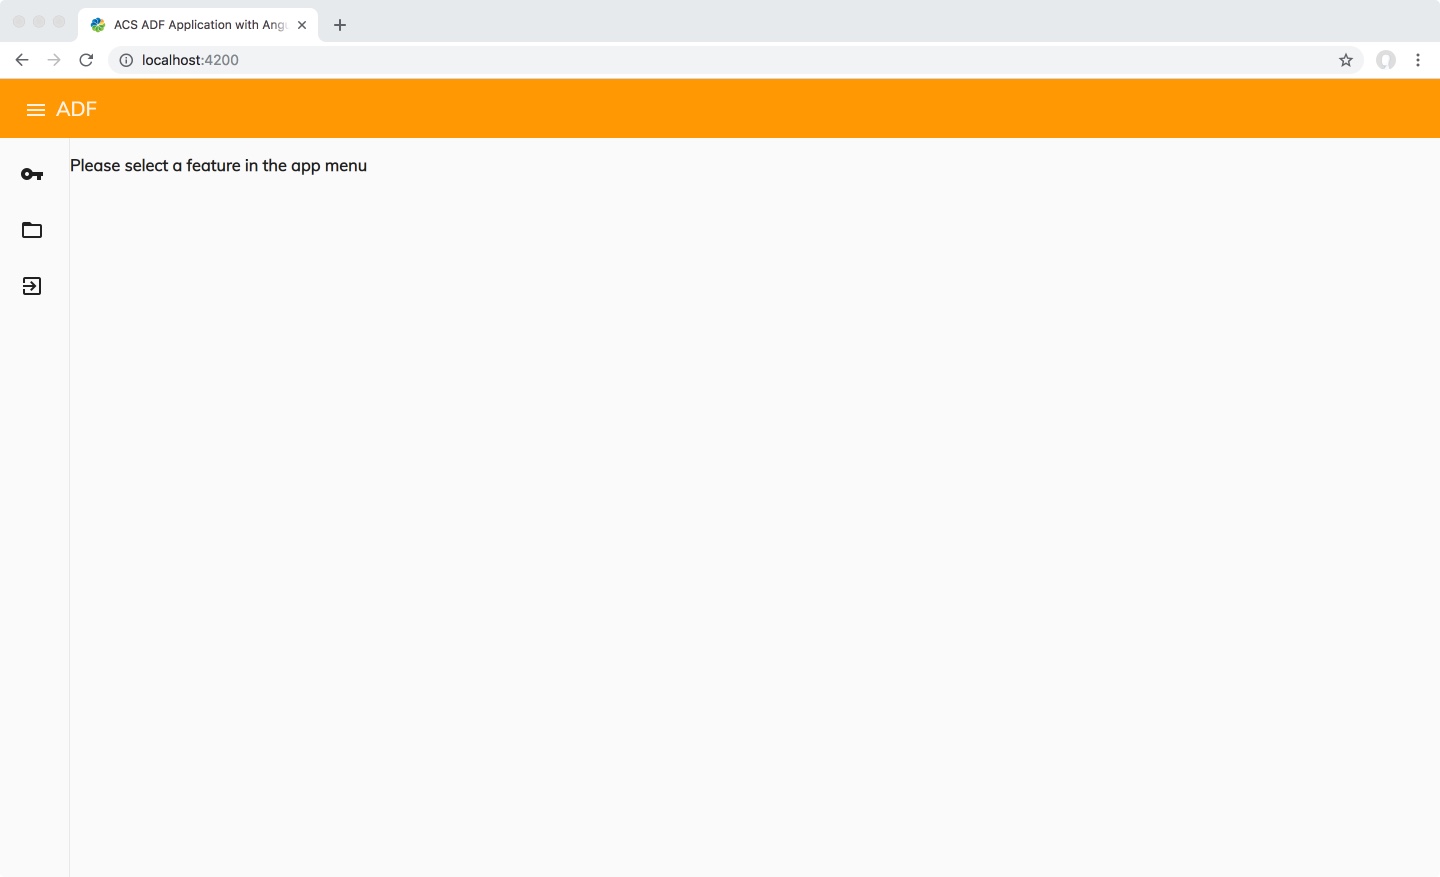 ACS ADF Application with Ang
localhost:4200
ADF
Please select a feature in the app menu